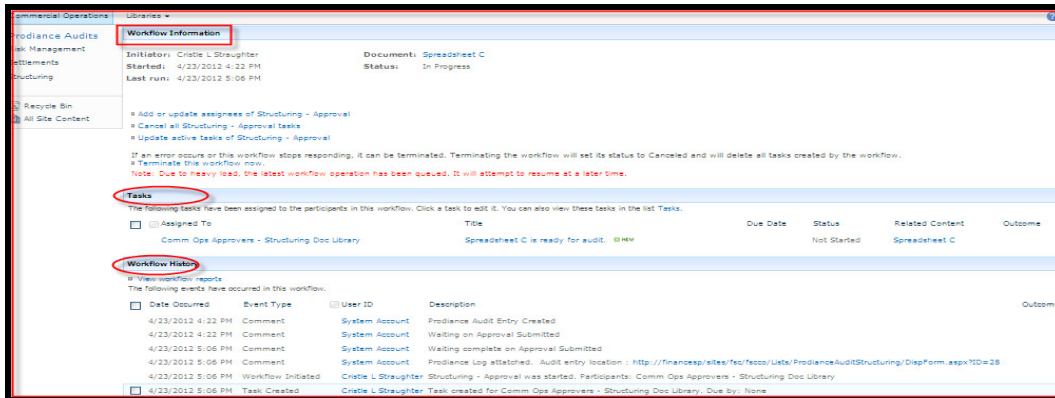 Commercial Operations Libraries
Prodiance Audits
Risk Management
Settlements
Structuring
Recycle Bin
All Site Content
Workflow Information
Initiator: Cristie L Straughter Document: Spreadsheet C
Started: 4/23/2012 4:22 PM Status: In Progress
Last run: 4/23/2012 5:06 PM
Add or update assignees of Structuring - Approval
Cancel all Structuring - Approval tasks
Update active tasks of Structuring - Approval
If an error occurs or this workflow stops responding, it can be terminated. Terminating the workflow will set its status to Canceled and will delete all tasks created by the workflow.
Terminate this workflow now.
Note: Due to heavy load, the latest workflow operation has been queued. It will attempt to resume at a later time.
Tasks
The following tasks have been assigned to the participants in this workflow. Click a task to edit it. You can also view these tasks in the list Tasks.
Assigned To Title Due Date Status Related Content Outcome
Comm Ops Approvers - Structuring Doc Library Spreadsheet C is ready for audit. NEW Not Started Spreadsheet C
Workflow History
View workflow reports
The following events have occurred in this workflow.
Date Occurred Event Type User ID Description Outcom
4/23/2012 4:22 PM Comment System Account Prodiance Audit Entry Created
4/23/2012 4:22 PM Comment System Account Waiting on Approval Submitted
4/23/2012 5:06 PM Comment System Account Waiting complete on Approval Submitted
4/23/2012 5:06 PM Comment System Account Prodiance Log attatched. Audit entry location : http://financesp/sites/fsc/fscco/Lists/ProdianceAuditStructuring/DispForm.aspx?ID=28
4/23/2012 5:06 PM Workflow Initiated Cristie L Straughter Structuring - Approval was started. Participants: Comm Ops Approvers - Structuring Doc Library
4/23/2012 5:06 PM Task Created Cristie L Straughter Task created for Comm Ops Approvers - Structuring Doc Library. Due by: None